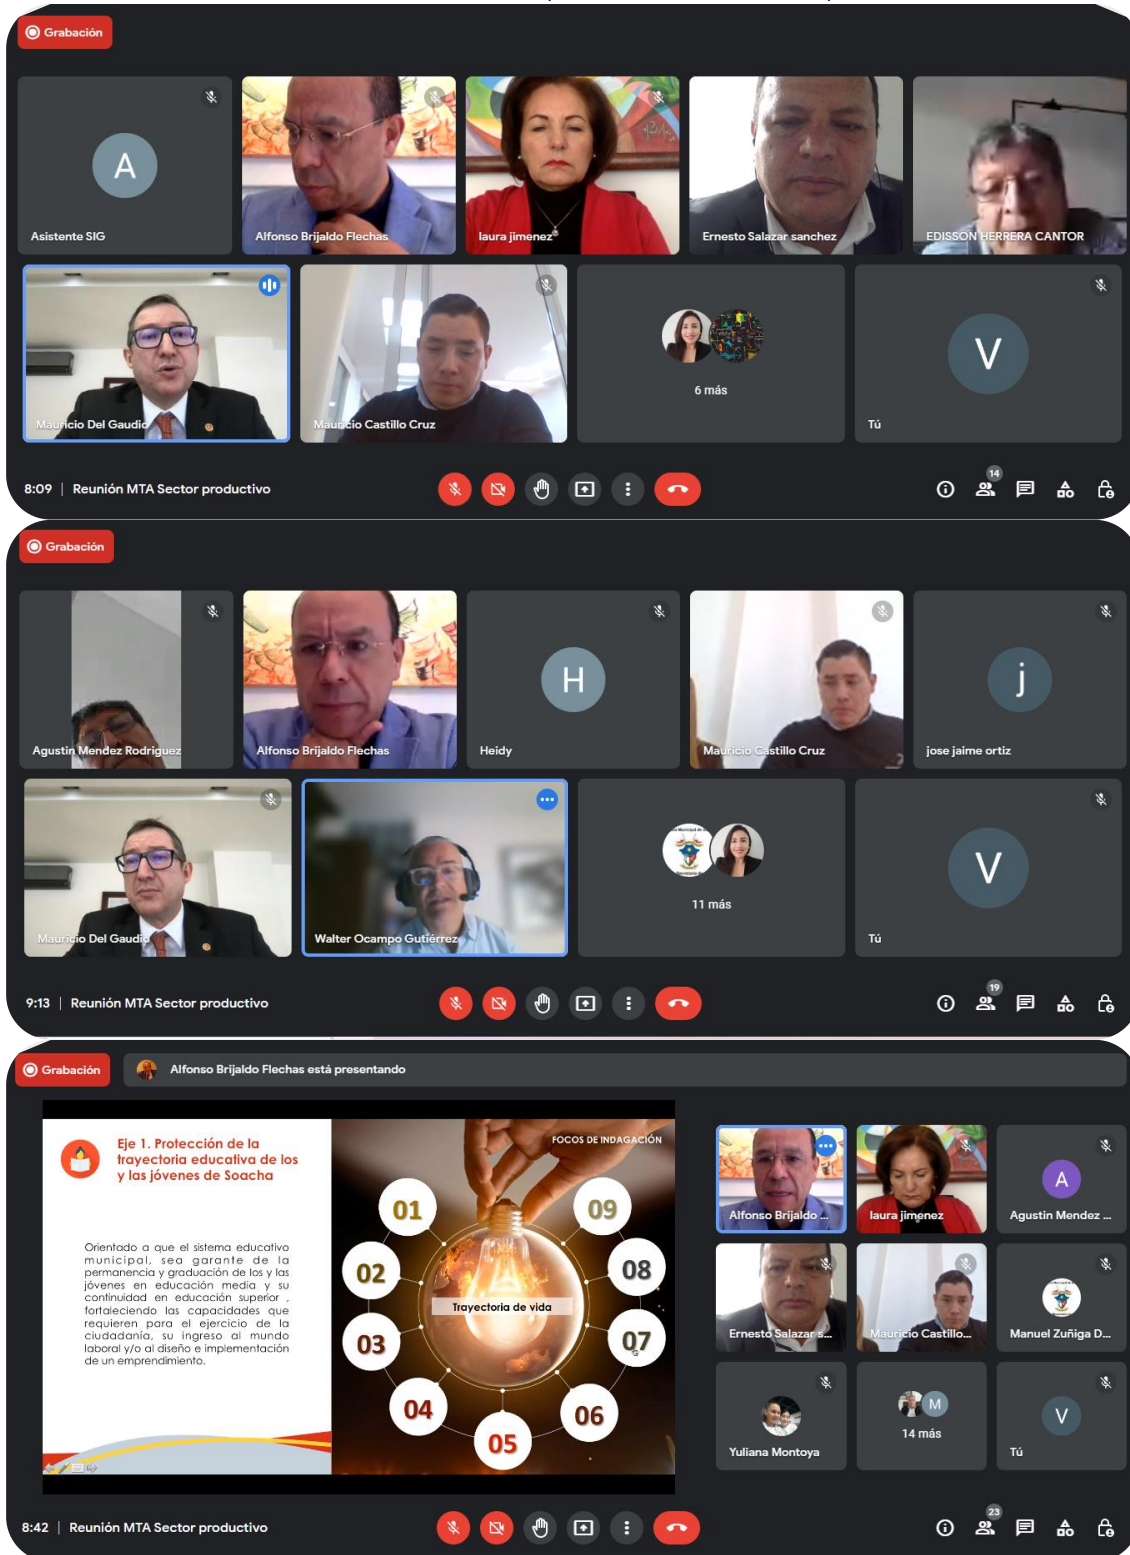 Grabación
A
Asistente SIG
Alfonso Brijaldo Flechas
laura jimenez
Ernesto Salazar sanchez
EDISSON HERRERA CANTOR
Mauricio Del Gaudio
Mauricio Castillo Cruz
6 más
V
Tú
8:09 | Reunión MTA Sector productivo
14
Grabación
Agustin Mendez Rodriguez
Alfonso Brijaldo Flechas
H
Heidy
Mauricio Castillo Cruz
j
jose jaime ortiz
Mauricio Del Gaudio
Walter Ocampo Gutiérrez
11 más
V
Tú
9:13 | Reunión MTA Sector productivo
19
Grabación
Alfonso Brijaldo Flechas está presentando
Eje 1. Protección de la
trayectoria educativa de los
y las jóvenes de Soacha
Orientado a que el sistema educativo
municipal, sea garante de la
permanencia y graduación de los y las
jóvenes en educación media y su
continuidad en educación superior ,
fortaleciendo las capacidades que
requieren para el ejercicio de la
ciudadanía, su ingreso al mundo
laboral y/o al diseño e implementación
de un emprendimiento.
FOCOS DE INDAGACIÓN
01
02
03
04
05
06
07
08
09
Trayectoria de vida
Alfonso Brijaldo ...
laura jimenez
A
Agustin Mendez ...
Ernesto Salazar s...
Mauricio Castillo...
Manuel Zuñiga D...
Yuliana Montoya
M
14 más
V
Tú
8:42 | Reunión MTA Sector productivo
23